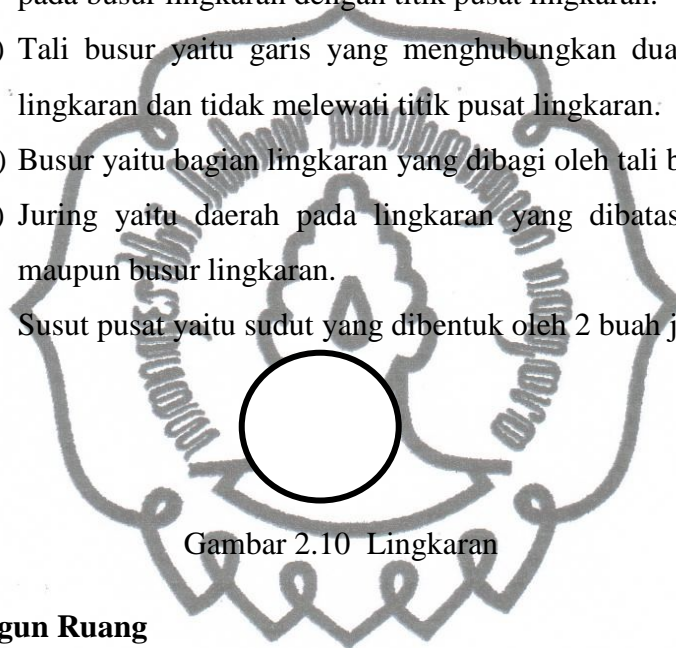 pada busur lingkaran dengan titik pusat lingkaran.
) Tali busur yaitu garis yang menghubungkan dua
lingkaran dan tidak melewati titik pusat lingkaran.
) Busur yaitu bagian lingkaran yang dibagi oleh tali b
) Juring yaitu daerah pada lingkaran yang dibatas
maupun busur lingkaran.
Susut pusat yaitu sudut yang dibentuk oleh 2 buah j
Gambar 2.10 Lingkaran
gun Ruang